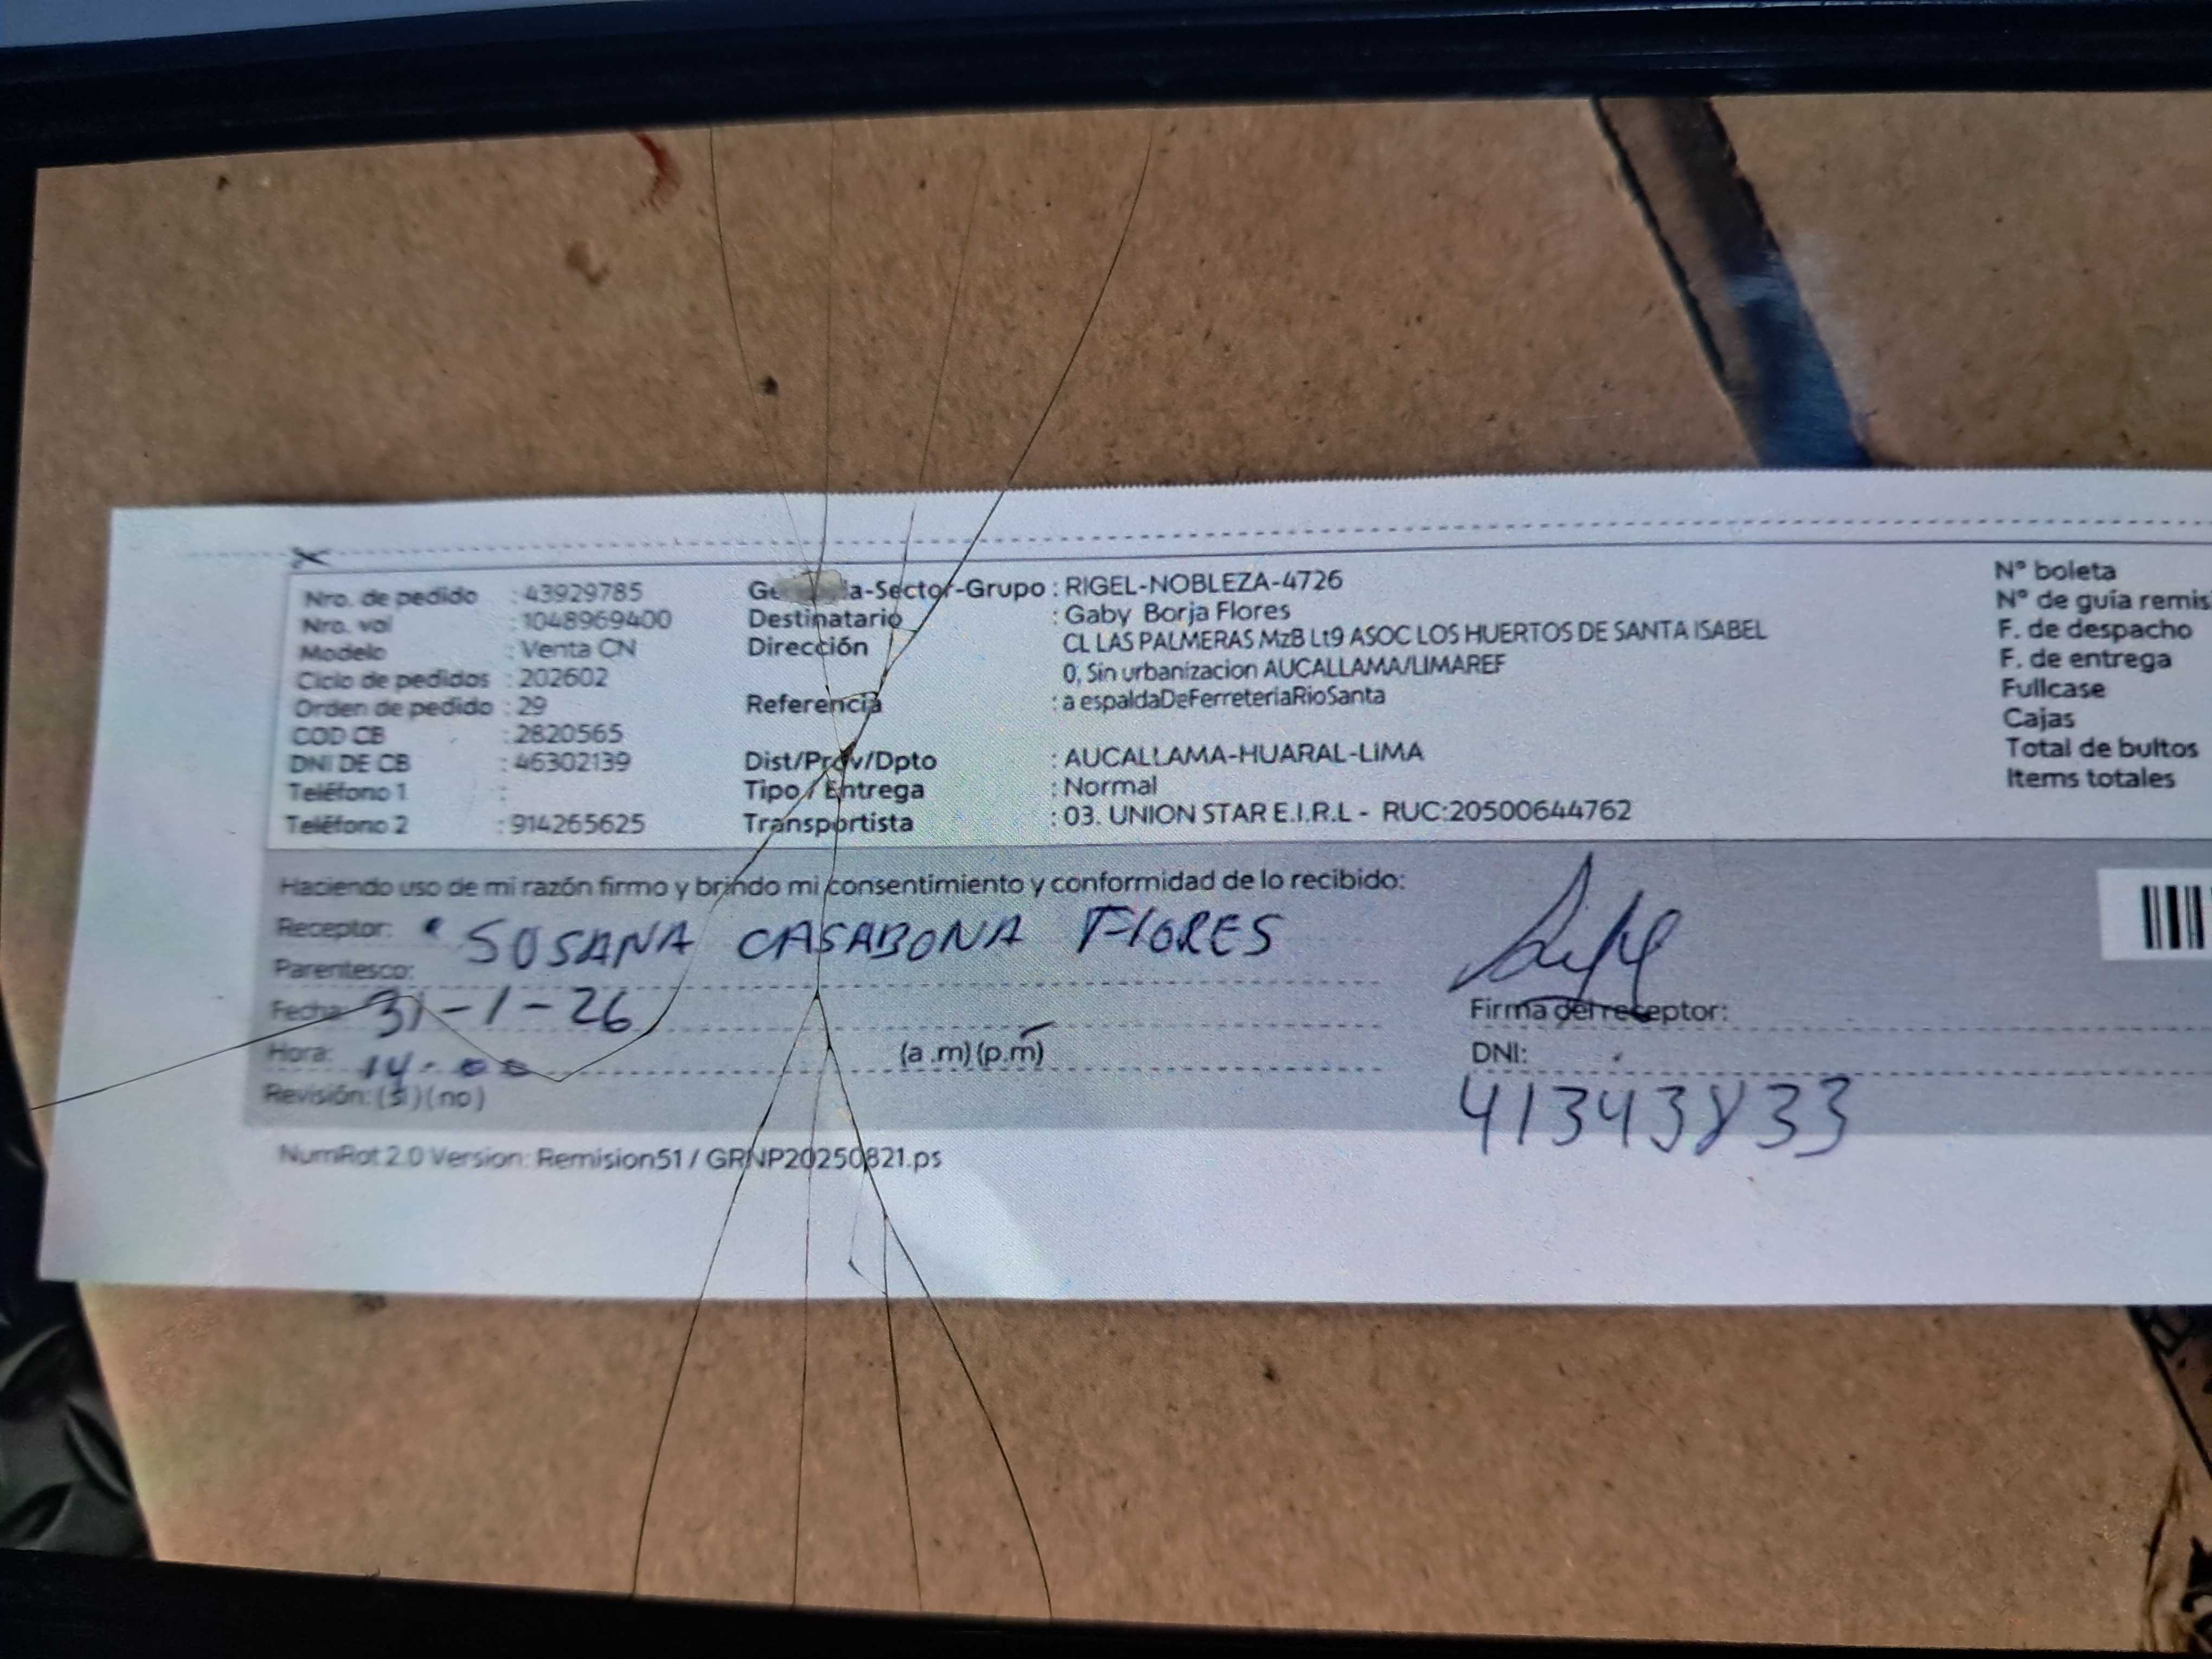 Nro. de pedido : 43929785
Nro. val : 1048969400
Modelo : Venta CN
Ciclo de pedidos : 202602
Orden de pedido : 29
COD CB : 2820565
DNI DE CB : 46302139
Teléfono 1 :
Teléfono 2 : 914265625
-Sector-Grupo : RIGEL-NOBLEZA-4726
Destinatario : Gaby Borja Flores
Dirección CL LAS PALMERAS MzB Lt9 ASOC LOS HUERTOS DE SANTA ISABEL
0, Sin urbanizacion AUCALLAMA/LIMAREF
Referencia : a espaldaDeFerreteriaRioSanta
Dist/Prov/Dpto : AUCALLAMA-HUARAL-LIMA
Tipo / Entrega : Normal
Transportista : 03. UNION STAR E.I.R.L - RUC:20500644762
N° boleta
N° de guía remis
F. de despacho
F. de entrega
Fullcase
Cajas
Total de bultos
Items totales
Haciendo uso de mi razón firmo y brindo mi consentimiento y conformidad de lo recibido:
Receptor: SOSANA CASABONA FLORES
Parentesco:
Fecha: 31-1-26
Hora: 14-00 (a .m) (p.m)
Revisión: (si) (no)
Firma del receptor:
DNI:
41343833
NumRot 2.0 Version: Remision51 / GRNP20250821.ps